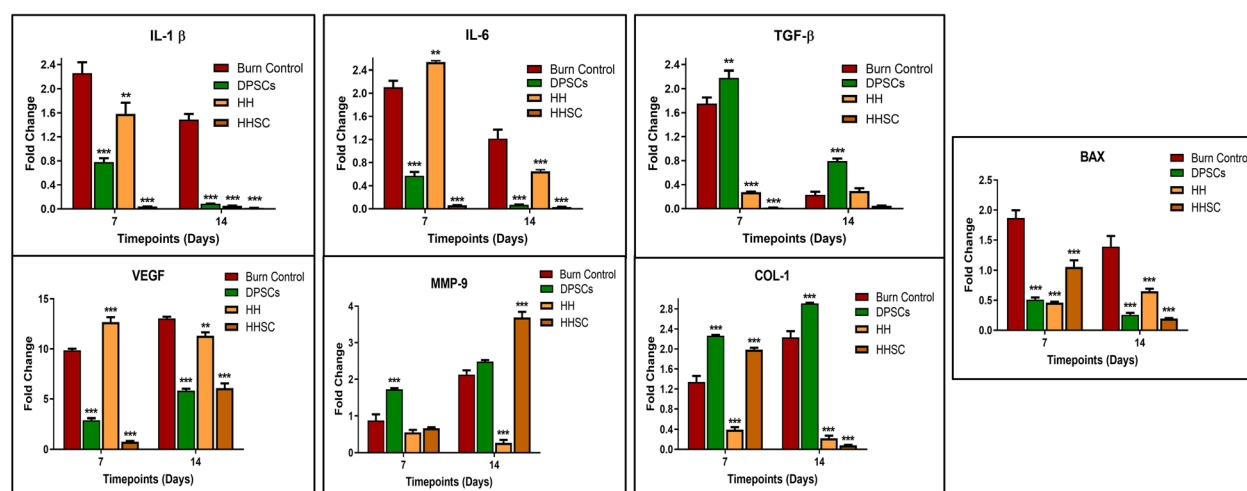 IL-1 β
Fold Change
2.4
2.0
1.6
1.2
0.8
0.4
0.0
***
**
***
***
***
***
Burn Control
DPSCs
HH
HHSC
7
14
Timepoints (Days)
IL-6
Fold Change
2.4
2.0
1.6
1.2
0.8
0.4
0.0
***
**
***
***
***
***
Burn Control
DPSCs
HH
HHSC
7
14
Timepoints (Days)
TGF-β
Fold Change
2.4
2.0
1.6
1.2
0.8
0.4
0.0
**
***
***
***
Burn Control
DPSCs
HH
HHSC
7
14
Timepoints (Days)
BAX
Fold Change
2.5
2.0
1.5
1.0
0.5
0.0
***
***
***
***
***
***
Burn Control
DPSCs
HH
HHSC
7
14
Timepoints (Days)
VEGF
Fold Change
15
10
5
0
***
***
***
***
**
***
Burn Control
DPSCs
HH
HHSC
7
14
Timepoints (Days)
MMP-9
Fold Change
4
2
0
***
***
***
Burn Control
DPSCs
HH
HHSC
7
14
Timepoints (Days)
COL-1
Fold Change
2.8
2.4
2.0
1.6
1.2
0.8
0.4
0.0
***
***
***
***
***
***
Burn Control
DPSCs
HH
HHSC
7
14
Timepoints (Days)